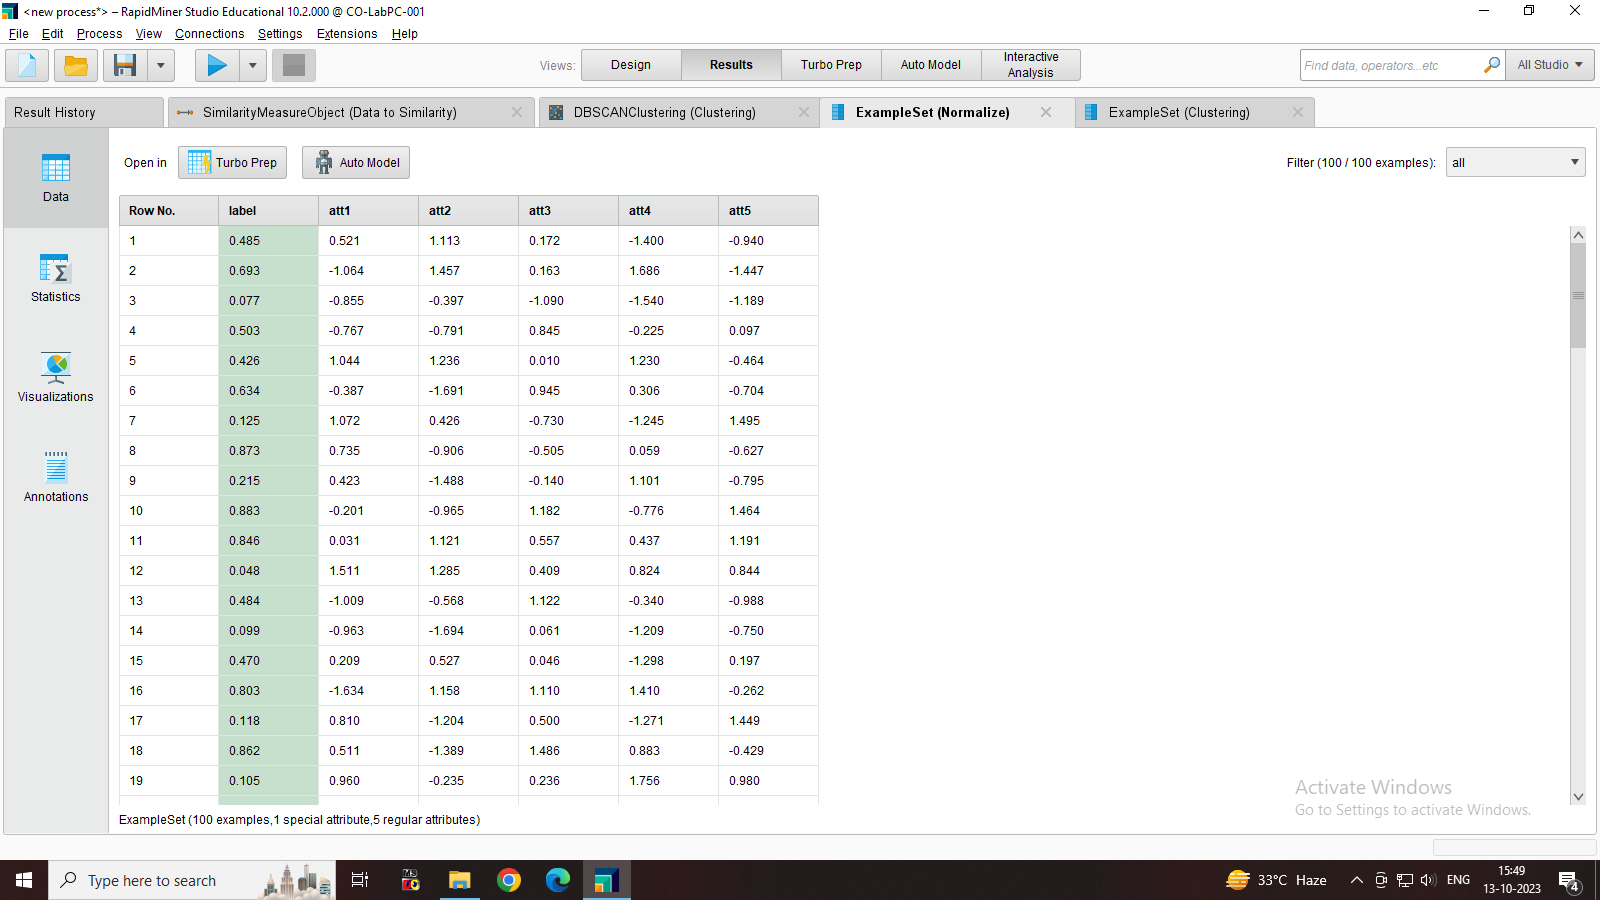 <new process*> – RapidMiner Studio Educational 10.2.000 @ CO-LabPC-001
File Edit Process View Connections Settings Extensions Help
Views: Design Results Turbo Prep Auto Model Interactive Analysis
Find data, operators...etc All Studio
Result History SimilarityMeasureObject (Data to Similarity) DBSCANClustering (Clustering) ExampleSet (Normalize) ExampleSet (Clustering)
Open in Turbo Prep Auto Model Filter (100 / 100 examples): all
Data
Statistics
Visualizations
Annotations
Row No. label att1 att2 att3 att4 att5
1 0.485 0.521 1.113 0.172 -1.400 -0.940
2 0.693 -1.064 1.457 0.163 1.686 -1.447
3 0.077 -0.855 -0.397 -1.090 -1.540 -1.189
4 0.503 -0.767 -0.791 0.845 -0.225 0.097
5 0.426 1.044 1.236 0.010 1.230 -0.464
6 0.634 -0.387 -1.691 0.945 0.306 -0.704
7 0.125 1.072 0.426 -0.730 -1.245 1.495
8 0.873 0.735 -0.906 -0.505 0.059 -0.627
9 0.215 0.423 -1.488 -0.140 1.101 -0.795
10 0.883 -0.201 -0.965 1.182 -0.776 1.464
11 0.846 0.031 1.121 0.557 0.437 1.191
12 0.048 1.511 1.285 0.409 0.824 0.844
13 0.484 -1.009 -0.568 1.122 -0.340 -0.988
14 0.099 -0.963 -1.694 0.061 -1.209 -0.750
15 0.470 0.209 0.527 0.046 -1.298 0.197
16 0.803 -1.634 1.158 1.110 1.410 -0.262
17 0.118 0.810 -1.204 0.500 -1.271 1.449
18 0.862 0.511 -1.389 1.486 0.883 -0.429
19 0.105 0.960 -0.235 0.236 1.756 0.980
ExampleSet (100 examples,1 special attribute,5 regular attributes)
Activate Windows
Go to Settings to activate Windows.
Type here to search 33°C Haze ENG 15:49
13-10-2023 4